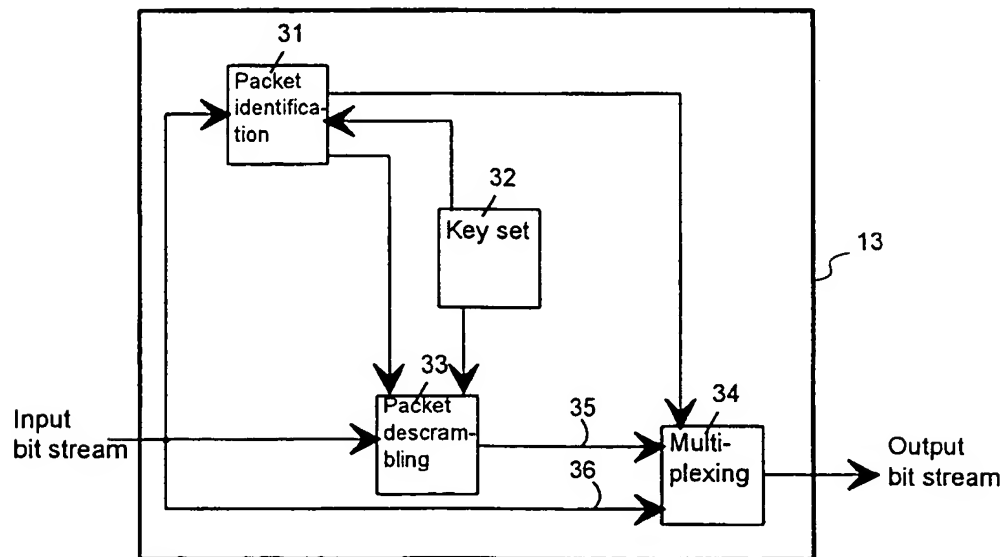 31
Packet
identifica-
tion
32
Key set
13
33
Packet
descram-
bling
35
34
Multi-
plexing
36
Input
bit stream
Output
bit stream